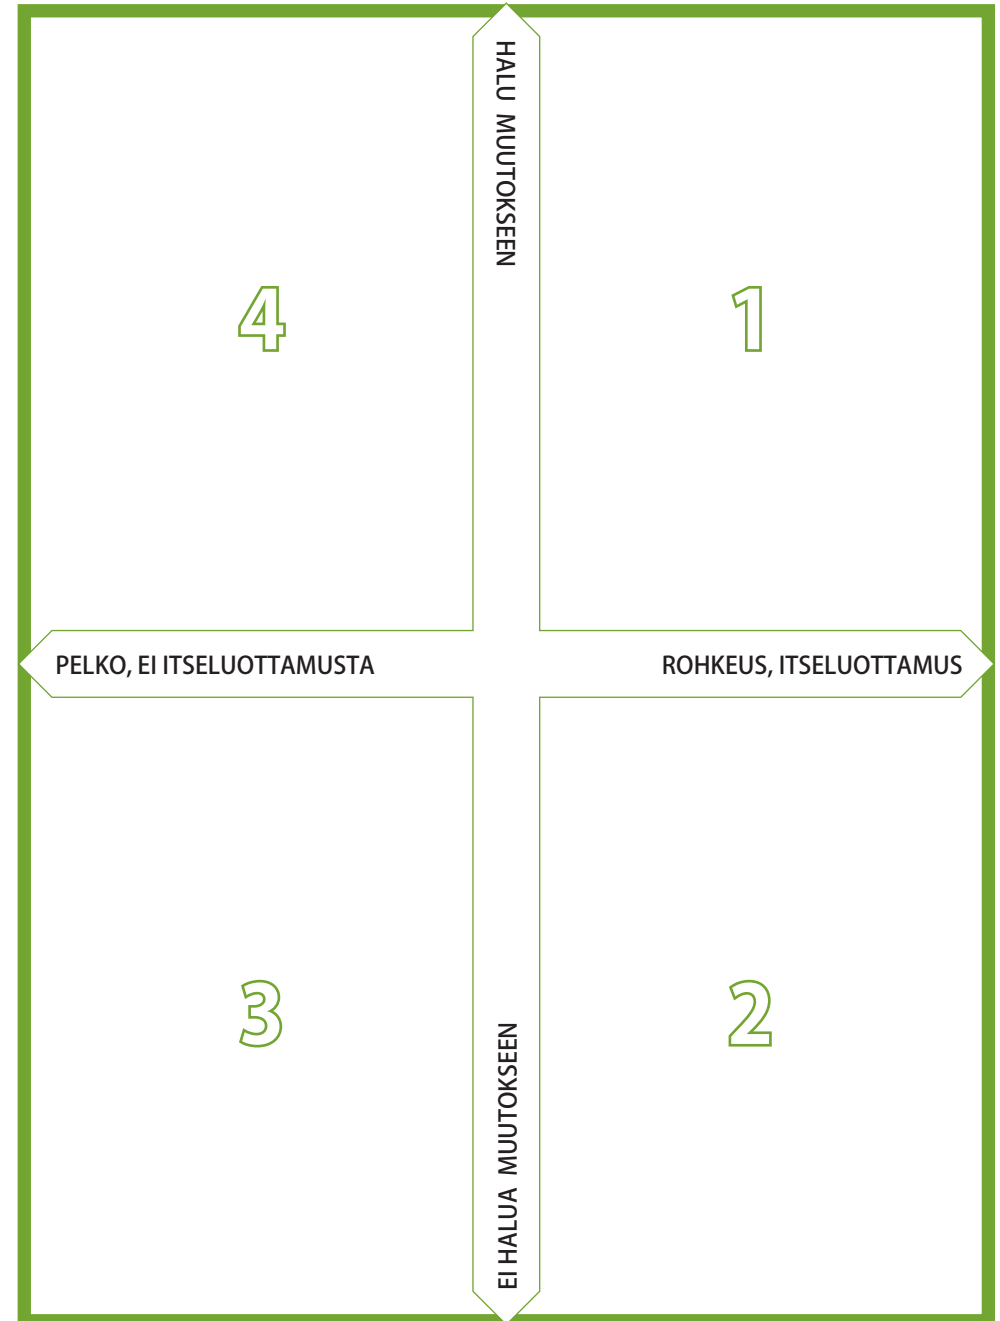 HALU MUUTOKSEEN
4
1
PELKO, EI ITSELUOTTAMUSTA
ROHKEUS, ITSELUOTTAMUS
3
2
EI HALUA MUUTOKSEEN